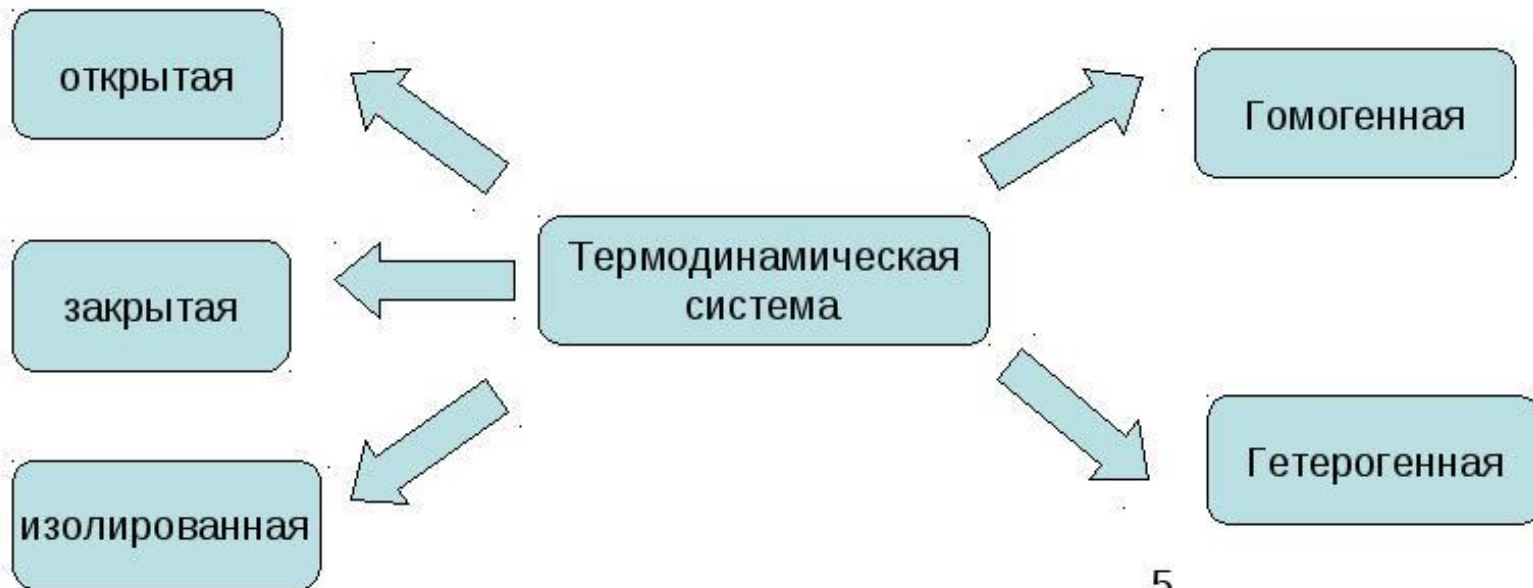 открытая
Гомогенная
Термодинамическая
система
закрытая
Гетерогенная
изолированная
5